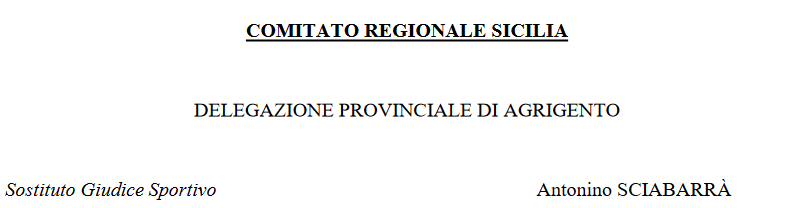 COMITATO REGIONALE SICILIA
DELEGAZIONE PROVINCIALE DI AGRIGENTO
Sostituto Giudice Sportivo Antonino SCIABARRÀ